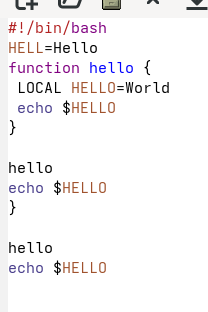 #!/bin/bash
HELL=Hello
function hello {
LOCAL HELLO=World
echo $HELLO
}
hello
echo $HELLO
}
hello
echo $HELLO